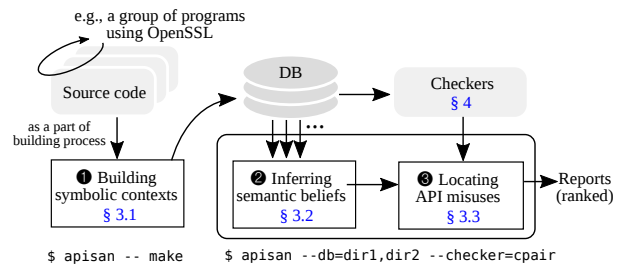 e.g., a group of programs
using OpenSSL
Source code
DB
Checkers
§ 4
as a part of
building process
...
❶ Building
symbolic contexts
§ 3.1
❷ Inferring
semantic beliefs
§ 3.2
❸ Locating
API misuses
§ 3.3
Reports
(ranked)
$ apisan -- make
$ apisan --db=dir1,dir2 --checker=cpair